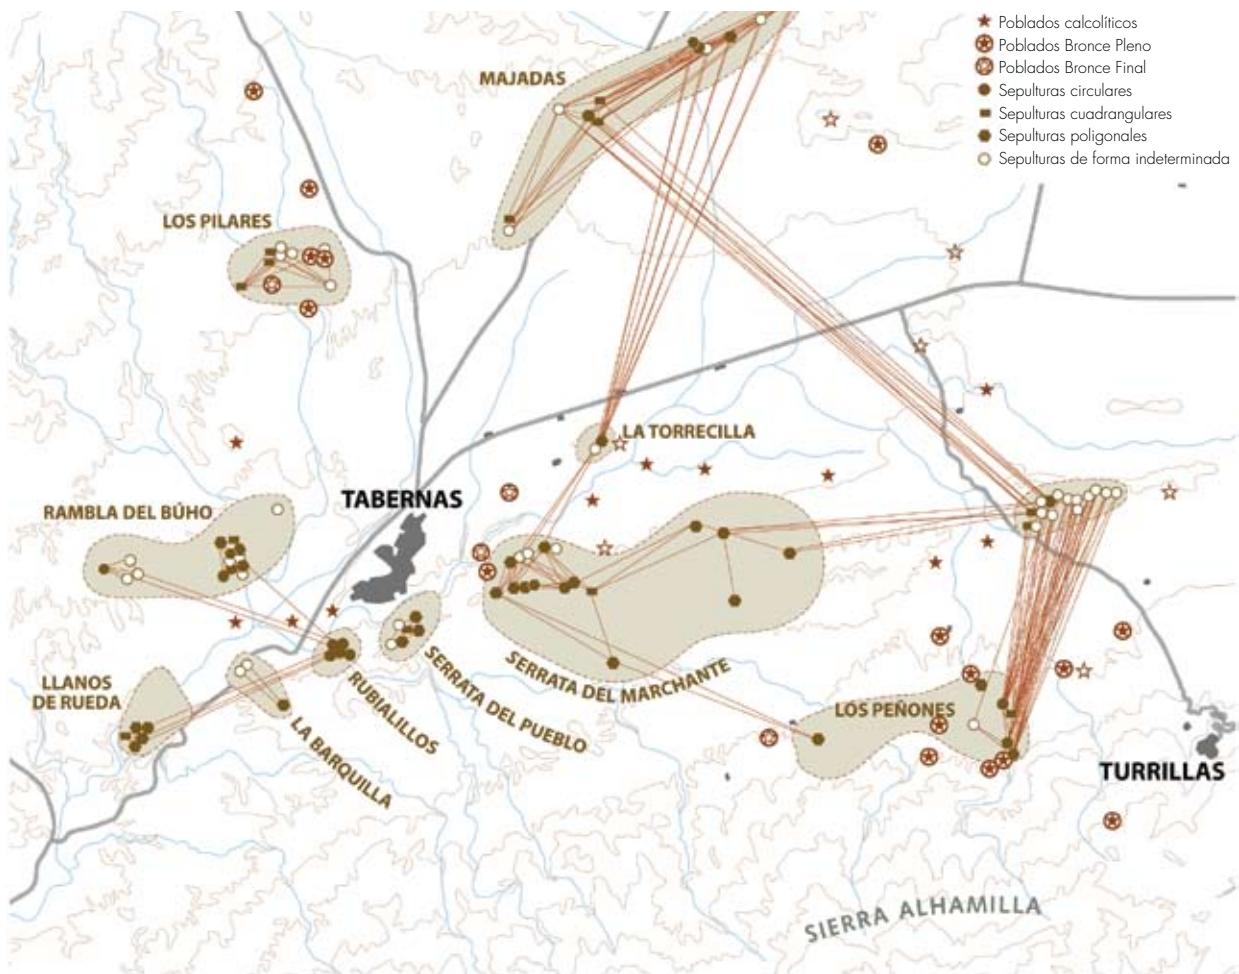 Poblados calcolíticos
Poblados Bronce Pleno
Poblados Bronce Final
Sepulturas circulares
Sepulturas cuadrangulares
Sepulturas poligonales
Sepulturas de forma indeterminada
MAJADAS
LOS PILARES
LA TORRECILLA
TABERNAS
RAMBLA DEL BÚHO
SERRATA DEL MARCHANTE
LLANOS
DE RUEDA
RUBIALILLOS
SERRATA DEL PUEBLO
LA BARQUILLA
LOS PEÑONES
TURRILLAS
SIERRA ALHAMILLA